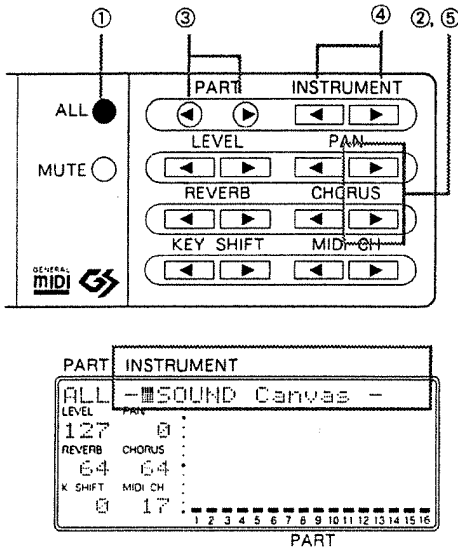 ① ③ ④ ②, ⑤
PART INSTRUMENT
ALL
LEVEL PAN
MUTE
REVERB CHORUS
KEY SHIFT MIDI CH
GENERAL
MIDI GS
PART INSTRUMENT
ALL -SOUND Canvas -
LEVEL PAN
127 0
REVERB CHORUS
64 64
K SHIFT MIDI CH
0 17
1 2 3 4 5 6 7 8 9 10 11 12 13 14 15 16
PART